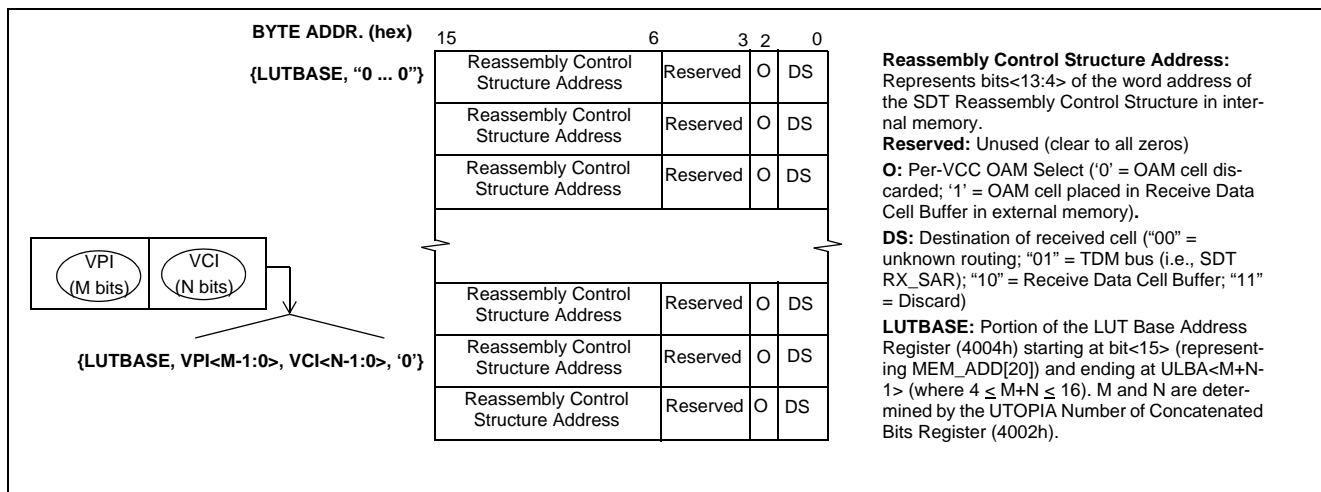 BYTE ADDR. (hex)
15 6 3 2 0
{LUTBASE, “0 ... 0”}
Reassembly Control
Structure Address
Reserved O DS
Reassembly Control
Structure Address
Reserved O DS
Reassembly Control
Structure Address
Reserved O DS
VPI
(M bits)
VCI
(N bits)
{LUTBASE, VPI<M-1:0>, VCI<N-1:0>, ‘0’}
Reassembly Control
Structure Address
Reserved O DS
Reassembly Control
Structure Address
Reserved O DS
Reassembly Control
Structure Address
Reserved O DS
Reassembly Control Structure Address:
Represents bits<13:4> of the word address of
the SDT Reassembly Control Structure in inter-
nal memory.
Reserved: Unused (clear to all zeros)
O: Per-VCC OAM Select (‘0’ = OAM cell dis-
carded; ‘1’ = OAM cell placed in Receive Data
Cell Buffer in external memory).
DS: Destination of received cell (“00” =
unknown routing; “01” = TDM bus (i.e., SDT
RX_SAR); “10” = Receive Data Cell Buffer; “11”
= Discard)
LUTBASE: Portion of the LUT Base Address
Register (4004h) starting at bit<15> (represent-
ing MEM_ADD[20]) and ending at ULBA<M+N-
1> (where 4 ≤ M+N ≤ 16). M and N are deter-
mined by the UTOPIA Number of Concatenated
Bits Register (4002h).